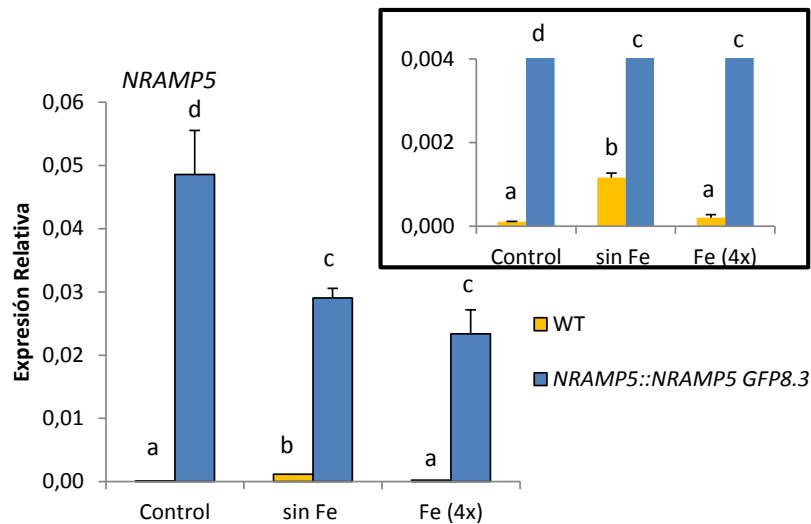 NRAMP5
Expresión Relativa
0,06
0,05
0,04
0,03
0,02
0,01
0,00
a
d
b
c
a
c
Control
sin Fe
Fe (4x)
0,004
0,002
0,000
a
d
b
c
a
c
Control
sin Fe
Fe (4x)
WT
NRAMP5::NRAMP5 GFP8.3